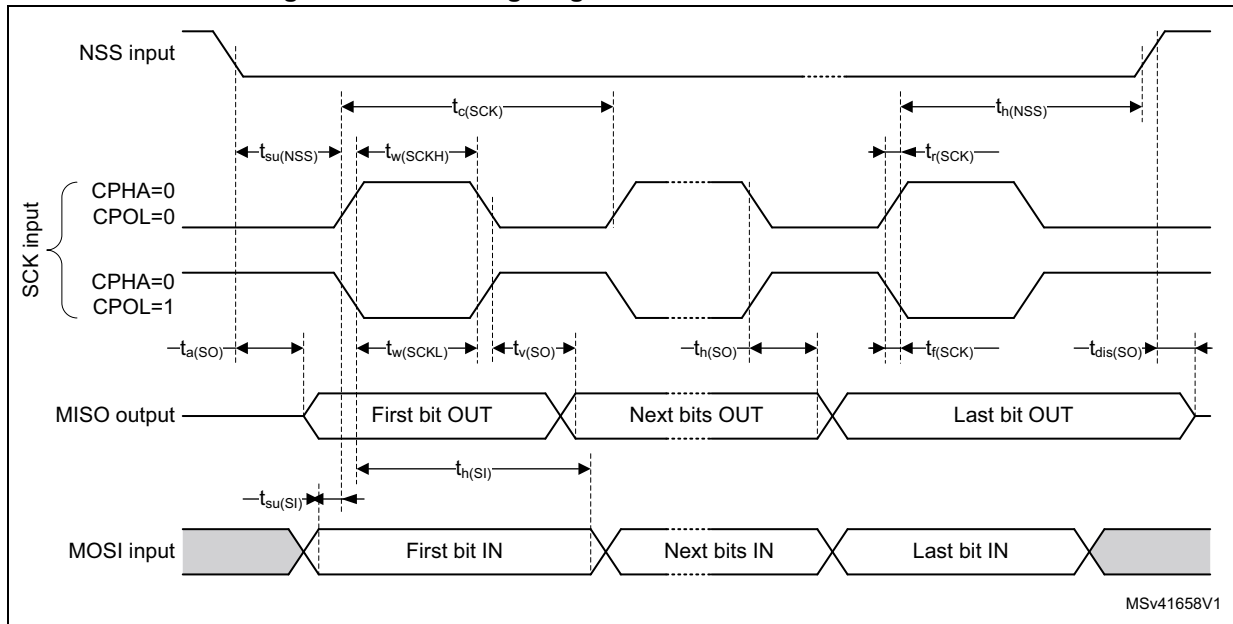 NSS input
tc(SCK)
th(NSS)
tsu(NSS)
tw(SCKH)
tr(SCK)
SCK input
CPHA=0
CPOL=0
CPHA=0
CPOL=1
ta(SO)
tw(SCKL)
tv(SO)
th(SO)
tf(SCK)
tdis(SO)
MISO output
First bit OUT
Next bits OUT
Last bit OUT
th(SI)
tsu(SI)
MOSI input
First bit IN
Next bits IN
Last bit IN
MSv41658V1